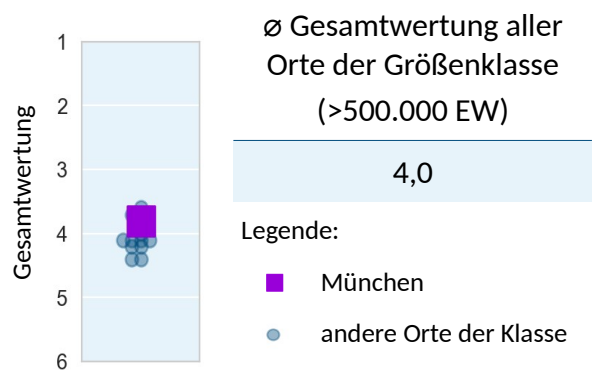 Gesamtwertung
1
2
3
4
5
6
⌀ Gesamtwertung aller
Orte der Größenklasse
(>500.000 EW)
4,0
Legende:
München
andere Orte der Klasse